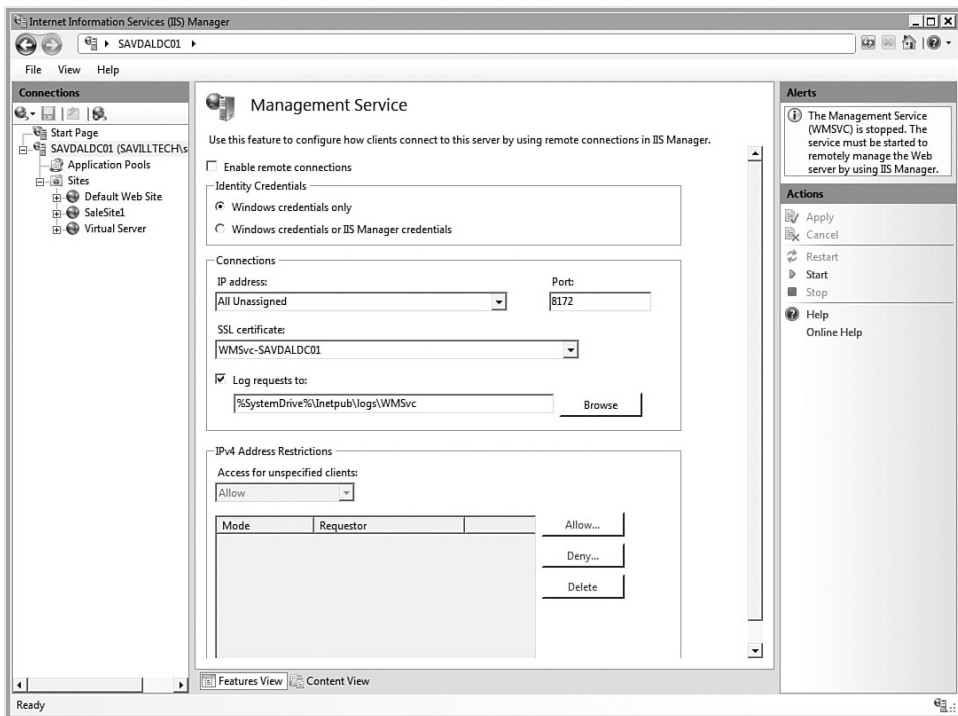 Internet Information Services (IIS) Manager
SAVDALDC01
File View Help
Connections
Start Page
SAVDALDC01 (SAVILLTECH\s
Application Pools
Sites
Default Web Site
SaleSite1
Virtual Server
Management Service
Use this feature to configure how clients connect to this server by using remote connections in IIS Manager.
Enable remote connections
Identity Credentials
Windows credentials only
Windows credentials or IIS Manager credentials
Connections
IP address: Port:
All Unassigned 8172
SSL certificate:
WMSvc-SAVDALDC01
Log requests to:
%SystemDrive%\Inetpub\logs\WMSvc Browse
IPv4 Address Restrictions
Access for unspecified clients:
Allow
Mode Requestor Allow...
Deny...
Delete
Features View Content View
Alerts
The Management Service
(WMSVC) is stopped. The
service must be started to
remotely manage the Web
server by using IIS Manager.
Actions
Apply
Cancel
Restart
Start
Stop
Help
Online Help
Ready